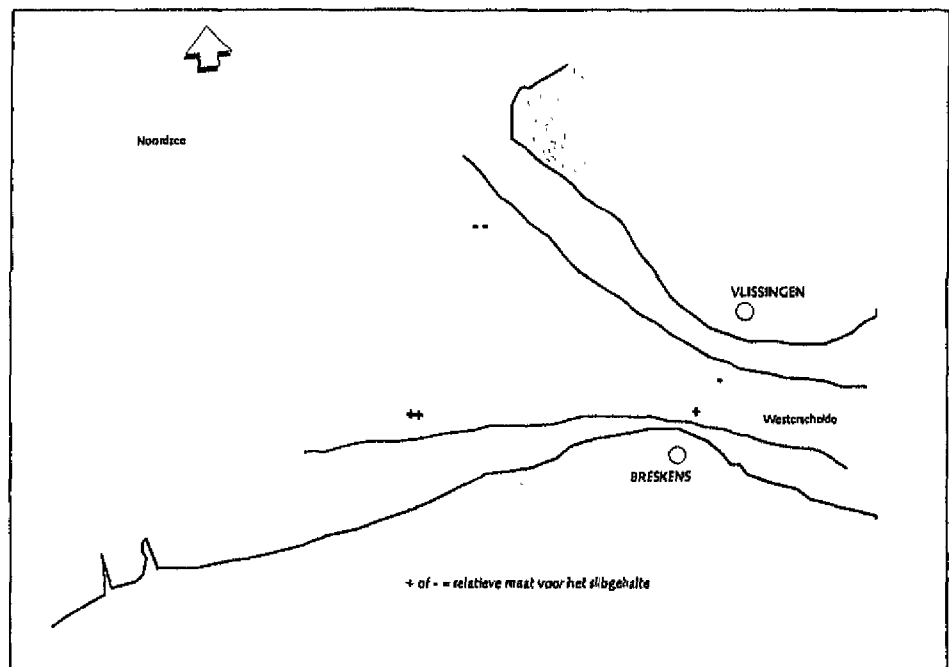 Noordzee
--
VLISSINGEN
-
++
+
Westerschelde
BRESKENS
+ of - = relatieve maat voor het slibgehalte